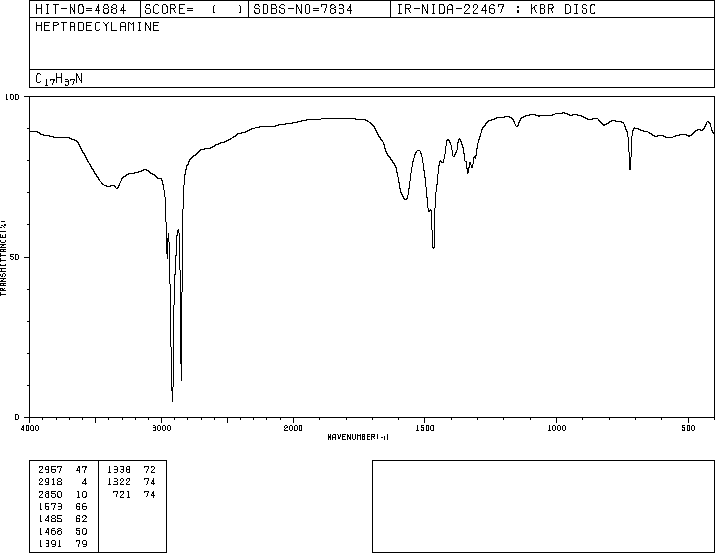 HIT-NO=4884 SCORE= ( ) SDBS-NO=7834 IR-NIDA-22467 : KBR DISC
HEPTADECYLAMINE
C17H37N
100
50
0
TRANSMITTANCE(%)
4000 3000 2000 1500 1000 500
WAVENUMBER(-1)
2957 47 1338 72
2918 4 1322 74
2850 10 721 74
1573 66
1485 62
1468 50
1391 79